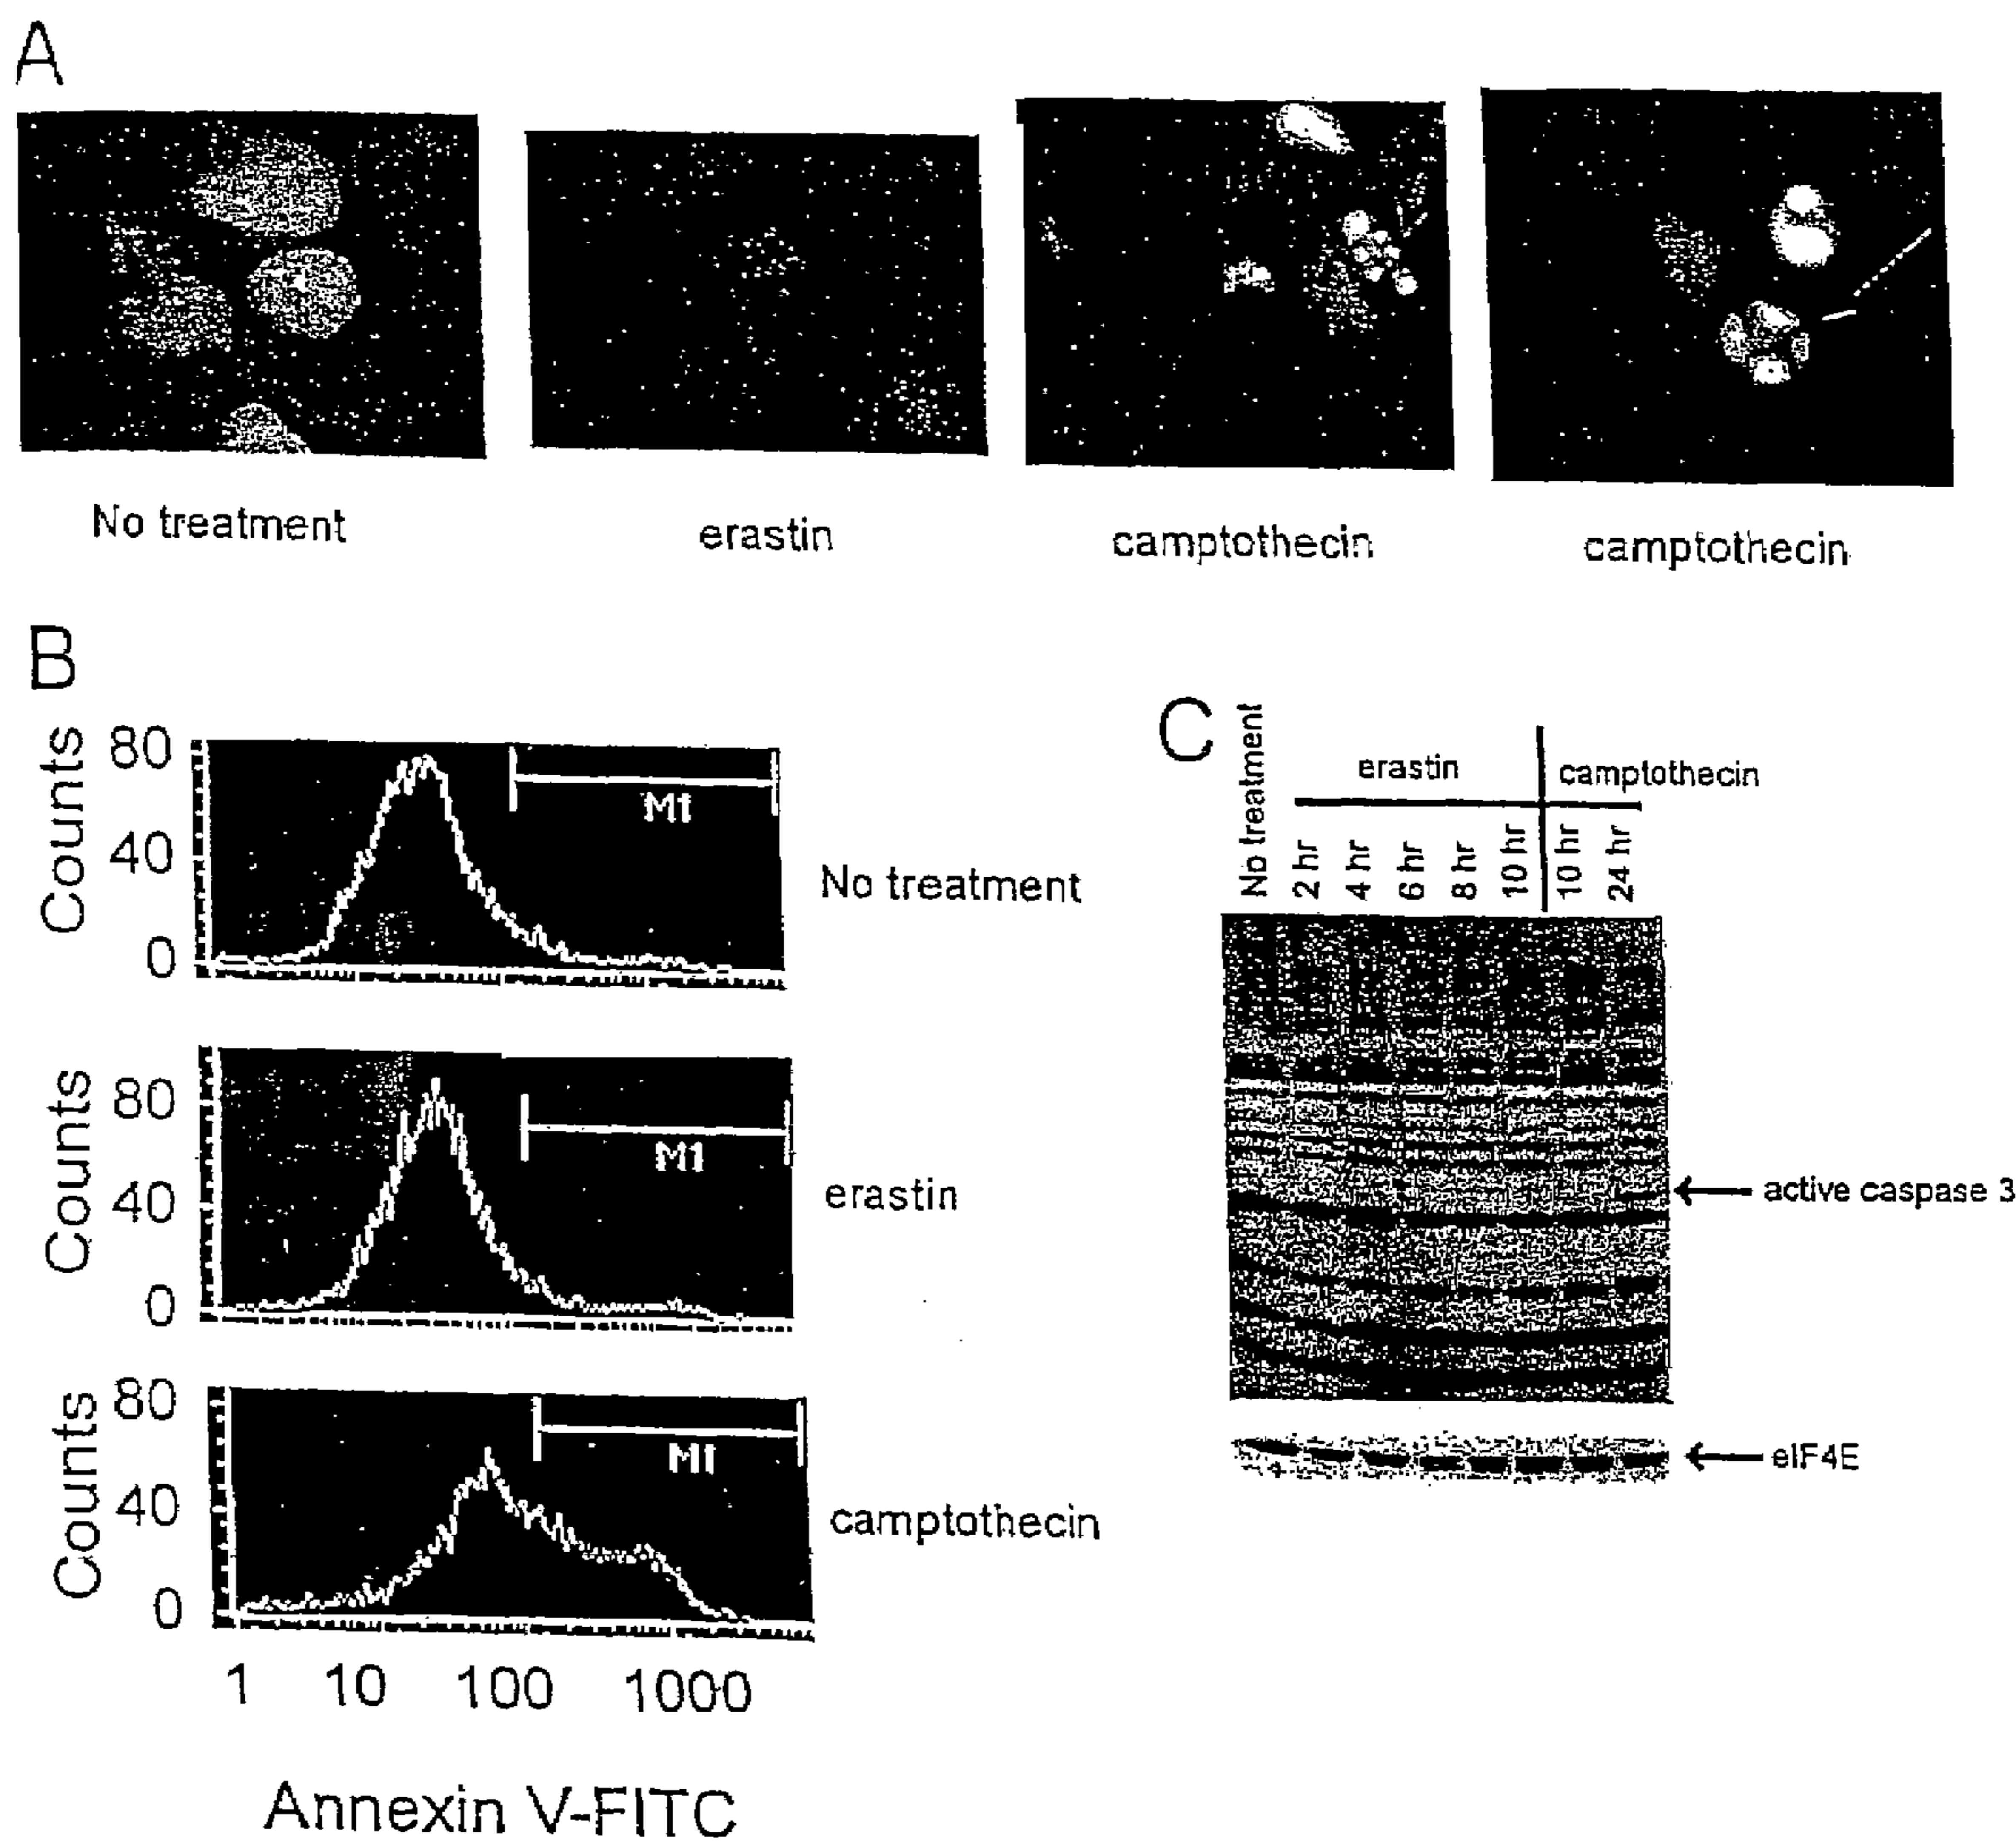 A
No treatment
erastin
camptothecin
camptothecin
B
Counts
80
40
0
M1
No treatment
Counts
80
40
0
M1
erastin
Counts
80
40
0
M1
camptothecin
1 10 100 1000
Annexin V-FITC
C
No treatment
erastin
camptothecin
2 hr
4 hr
6 hr
8 hr
10 hr
10 hr
24 hr
active caspase 3
eIF4E